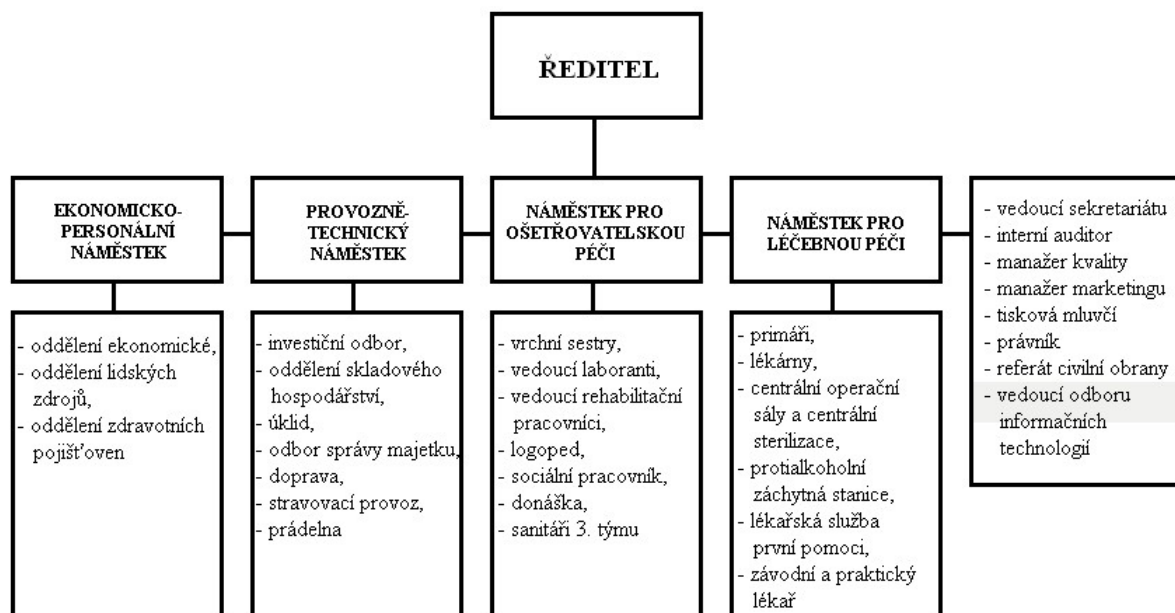 ŘEDITEL
EKONOMICKO-
PERSONÁLNÍ
NÁMĚSTEK
PROVOZNĚ-
TECHNICKÝ
NÁMĚSTEK
NÁMĚSTEK PRO
OŠETŘOVATELSKOU
PÉČI
NÁMĚSTEK PRO
LÉČEBNOU PÉČI
- vedoucí sekretariátu
- interní auditor
- manažer kvality
- manažer marketingu
- tisková mluvčí
- právník
- referát civilní obrany
- vedoucí odboru
informačních
technologií
- oddělení ekonomické,
- oddělení lidských
zdrojů,
- oddělení zdravotních
pojišťoven
- investiční odbor,
- oddělení skladového
hospodářství,
- úklid,
- odbor správy majetku,
- doprava,
- stravovací provoz,
- prádelna
- vrchní sestry,
- vedoucí laboranti,
- vedoucí rehabilitační
pracovníci,
- logoped,
- sociální pracovník,
- donáška,
- sanitáři 3. týmu
- primáři,
- lékárny,
- centrální operační
sály a centrální
sterilizace,
- protialkoholní
záchytná stanice,
- lékařská služba
první pomoci,
- závodní a praktický
lékař